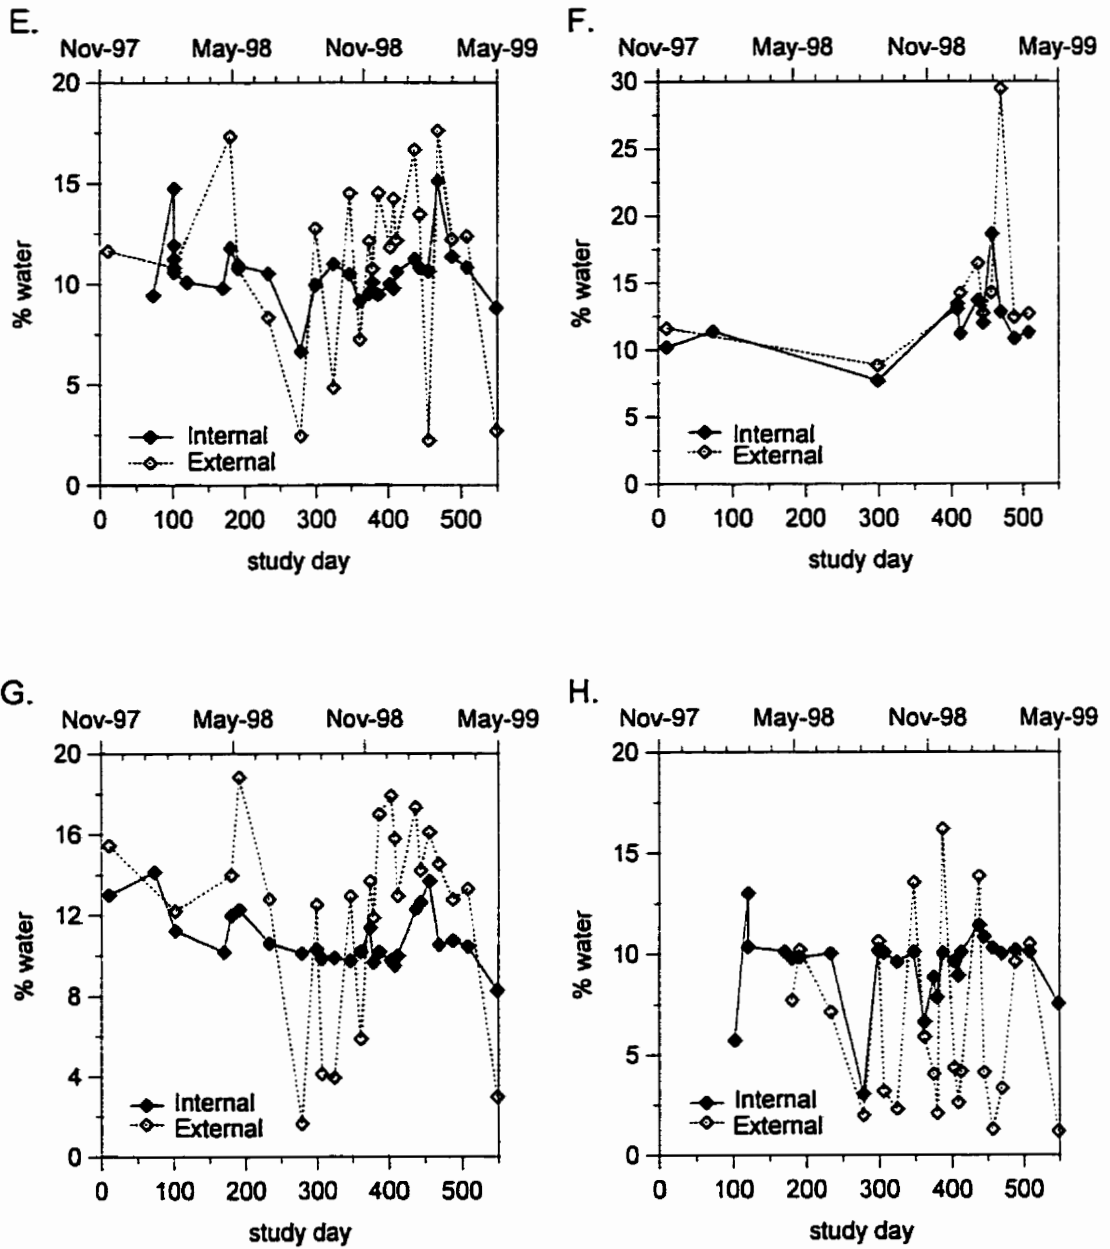 E.
Nov-97 May-98 Nov-98 May-99
20
15
10
5
0
% water
Internal
External
0 100 200 300 400 500
study day
F.
Nov-97 May-98 Nov-98 May-99
30
25
20
15
10
5
0
% water
Internal
External
0 100 200 300 400 500
study day
G.
Nov-97 May-98 Nov-98 May-99
20
16
12
8
4
0
% water
Internal
External
0 100 200 300 400 500
study day
H.
Nov-97 May-98 Nov-98 May-99
20
15
10
5
0
% water
Internal
External
0 100 200 300 400 500
study day